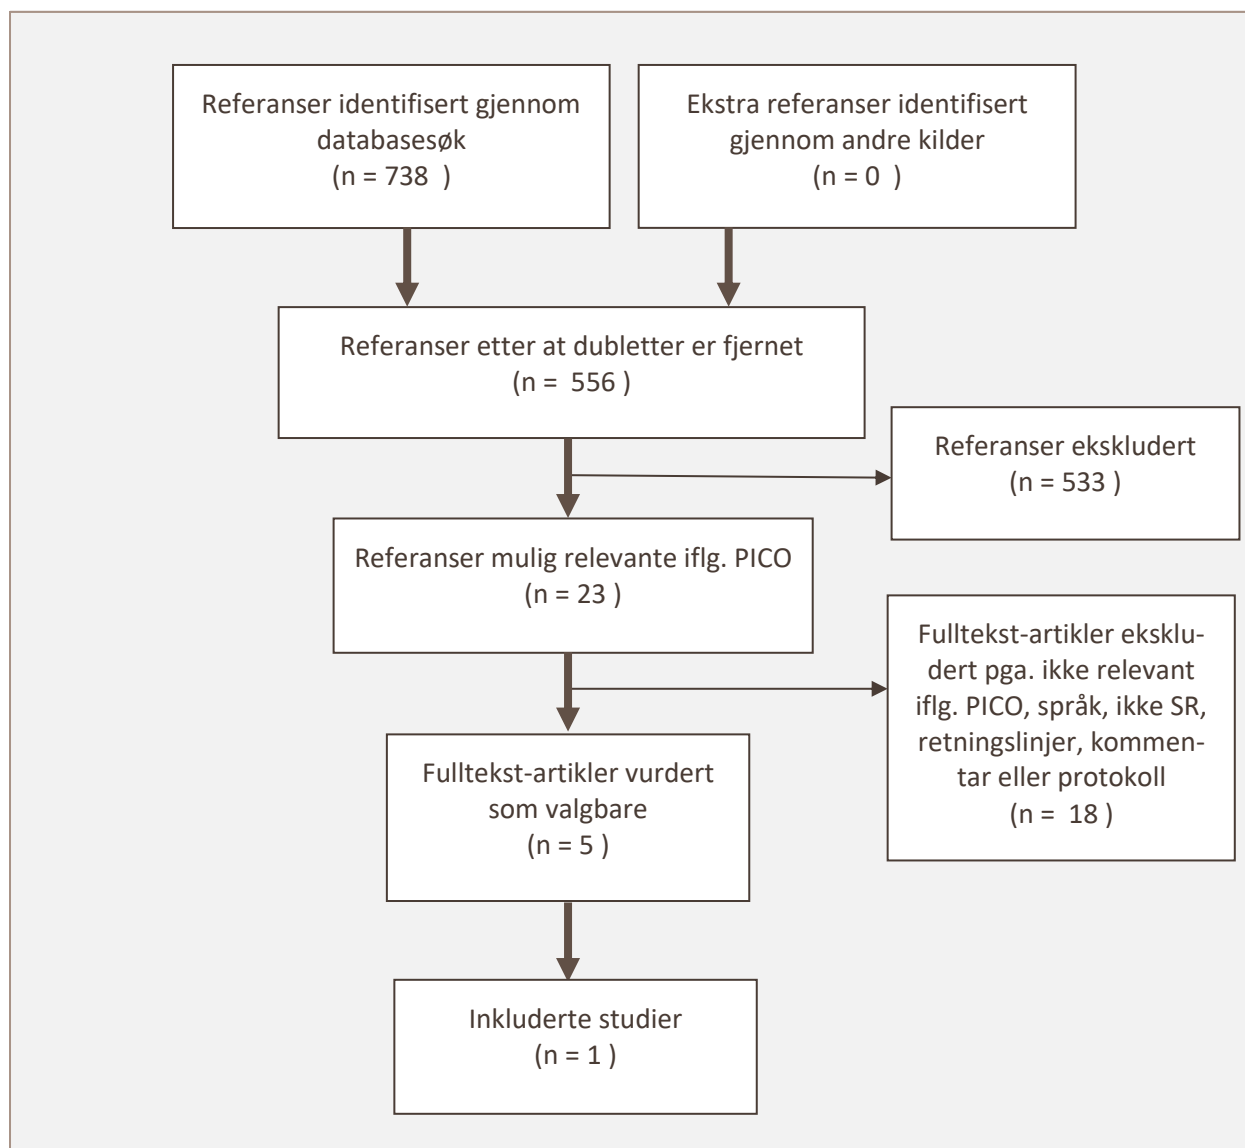 Referanser identifisert gjennom
databasesøk
(n = 738  )
Ekstra referanser identifisert
gjennom andre kilder
(n = 0  )
Referanser etter at dubletter er fjernet
(n =  556 )
Referanser ekskludert
(n = 533 )
Referanser mulig relevante iflg. PICO
(n = 23 )
Fulltekst-artikler eksklu-
dert pga. ikke relevant
iflg. PICO, språk, ikke SR,
retningslinjer, kommen-
tar eller protokoll
(n =  18 )
Fulltekst-artikler vurdert
som valgbare
(n = 5 )
Inkluderte studier
(n = 1 )